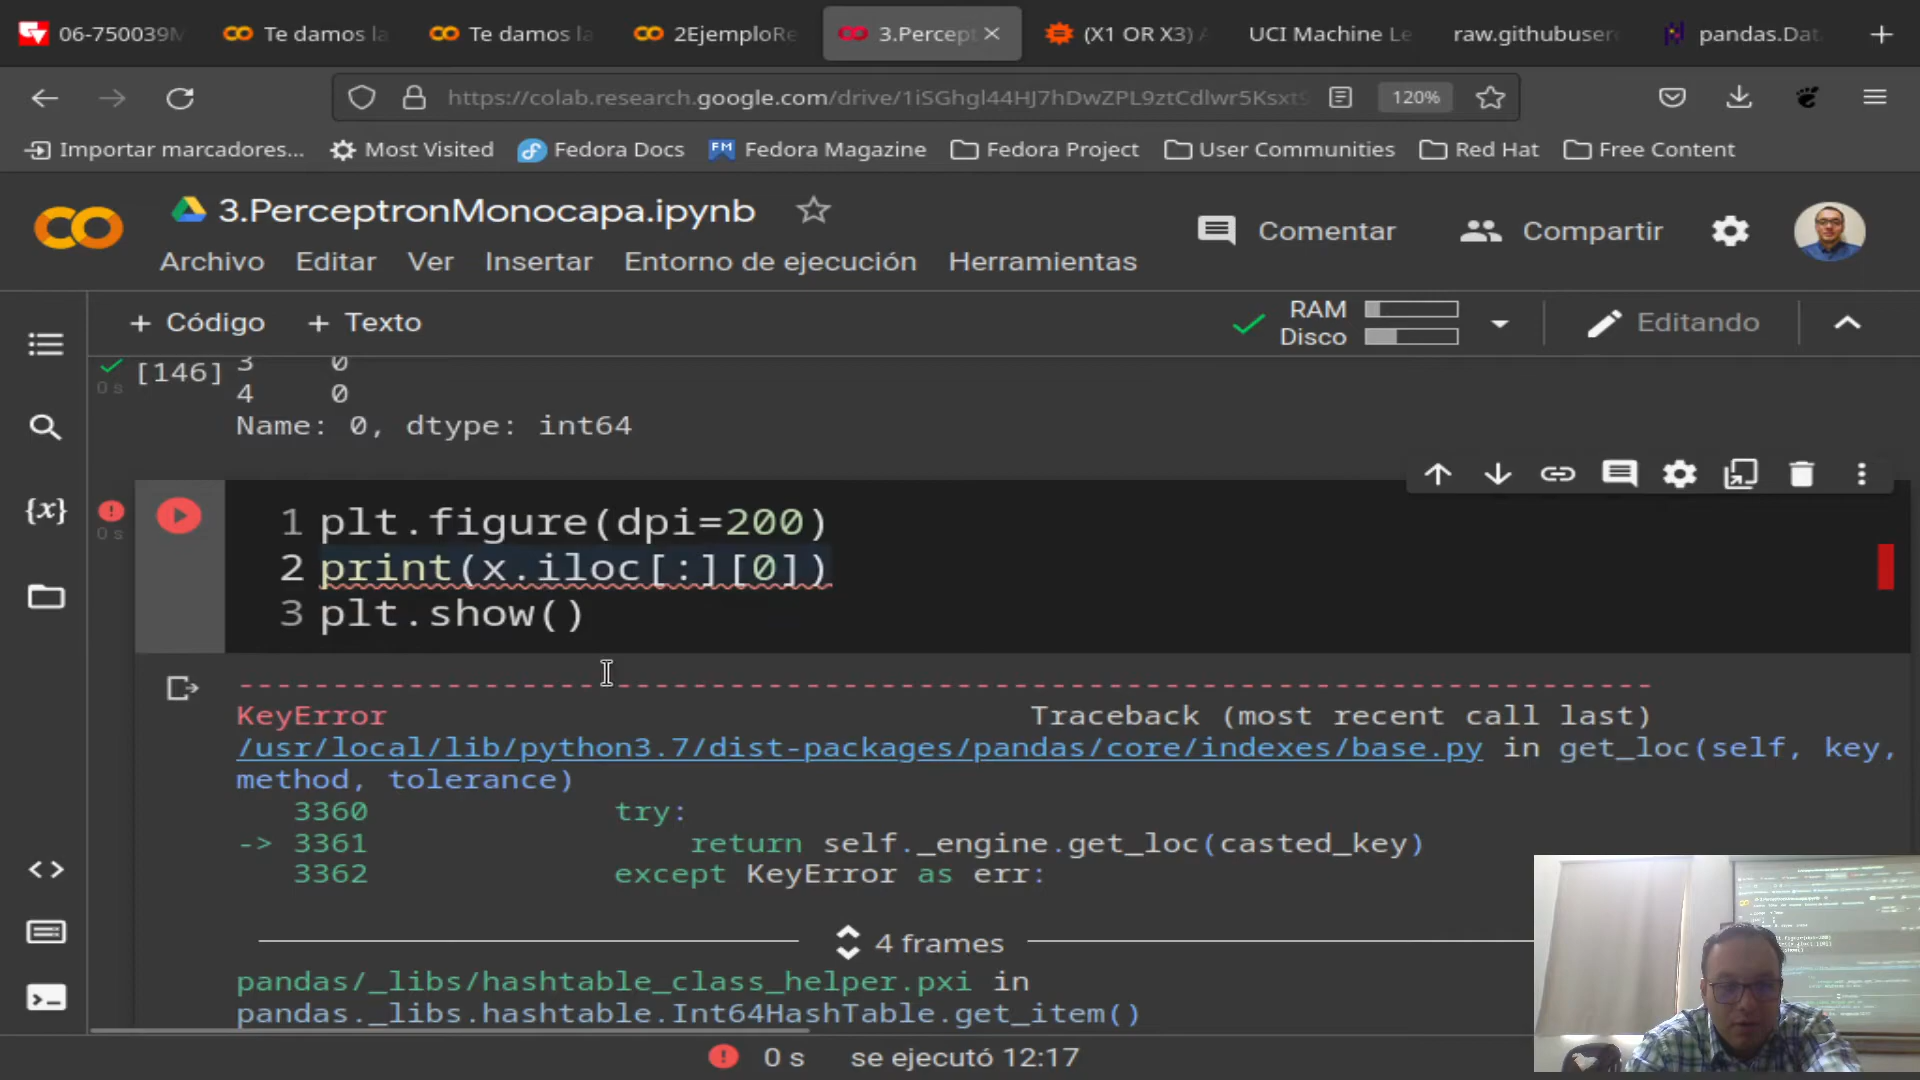 06-750039M
Te damos la
Te damos la
2EjemploRe
3.Percept
(X1 OR X3) /
UCI Machine Le
raw.githubuser
pandas.Dat
https://colab.research.google.com/drive/1iSGhgl44HJ7hDwZPL9ztCdlwr5Ksxt
120%
Importar marcadores...
Most Visited
Fedora Docs
FM
Fedora Magazine
Fedora Project
User Communities
Red Hat
Free Content
3.PerceptronMonocapa.ipynb
Comentar
Compartir
Archivo
Editar
Ver
Insertar
Entorno de ejecución
Herramientas
+ Código
+ Texto
RAM
Disco
Editando
0 s
[146]
3 0
4 0
Name: 0, dtype: int64
0 s
{x}
1 plt.figure(dpi=200)
2 print(x.iloc[:][0])
3 plt.show()
---------------------------------------------------------------------------
KeyError Traceback (most recent call last)
/usr/local/lib/python3.7/dist-packages/pandas/core/indexes/base.py in get_loc(self, key,
method, tolerance)
3360 try:
-> 3361 return self._engine.get_loc(casted_key)
3362 except KeyError as err:
4 frames
pandas/_libs/hashtable_class_helper.pxi in
pandas._libs.hashtable.Int64HashTable.get_item()
0 s se ejecutó 12:17